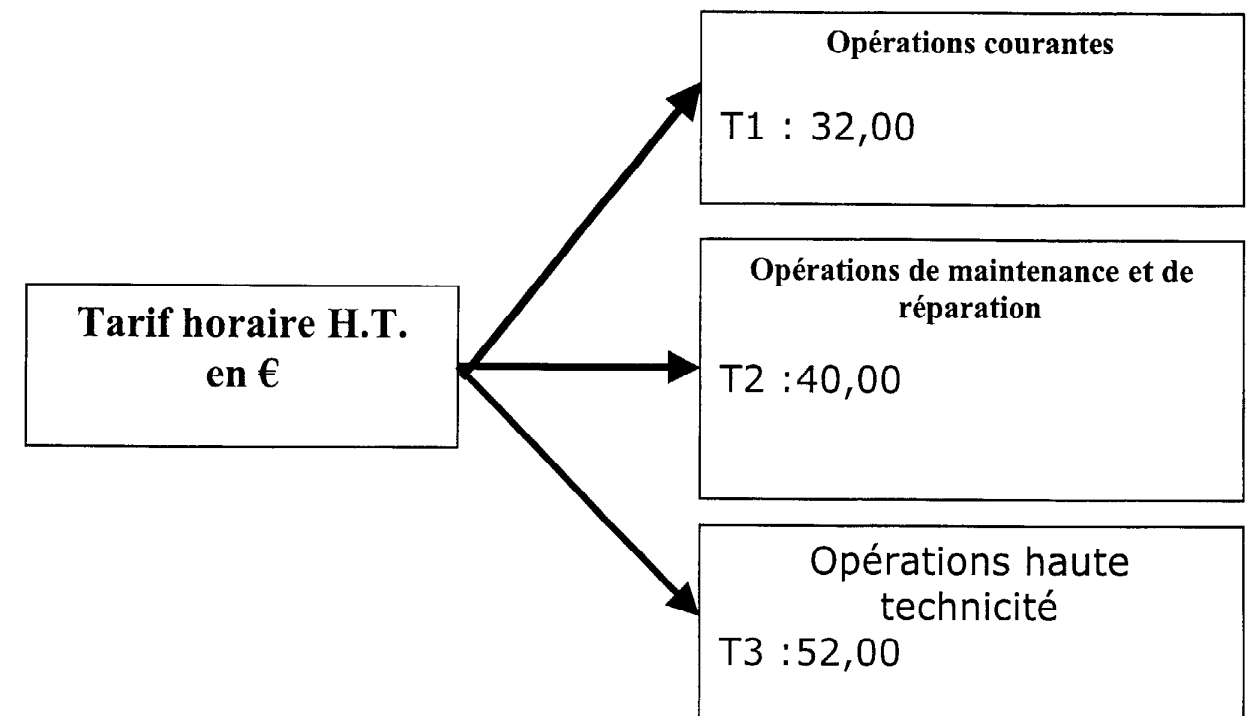 Opérations courantes
T1 : 32,00
Tarif horaire H.T.
en €
Opérations de maintenance et de
réparation
T2 :40,00
Opérations haute
technicité
T3 :52,00